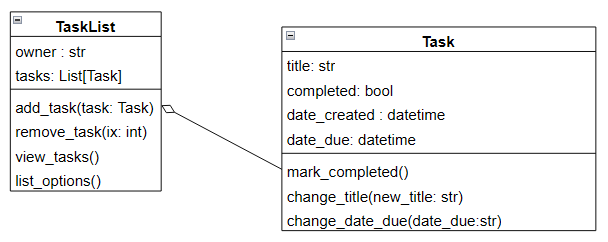 TaskList
owner : str
tasks: List[Task]
add_task(task: Task)
remove_task(ix: int)
view_tasks()
list_options()
Task
title: str
completed: bool
date_created : datetime
date_due: datetime
mark_completed()
change_title(new_title: str)
change_date_due(date_due:str)